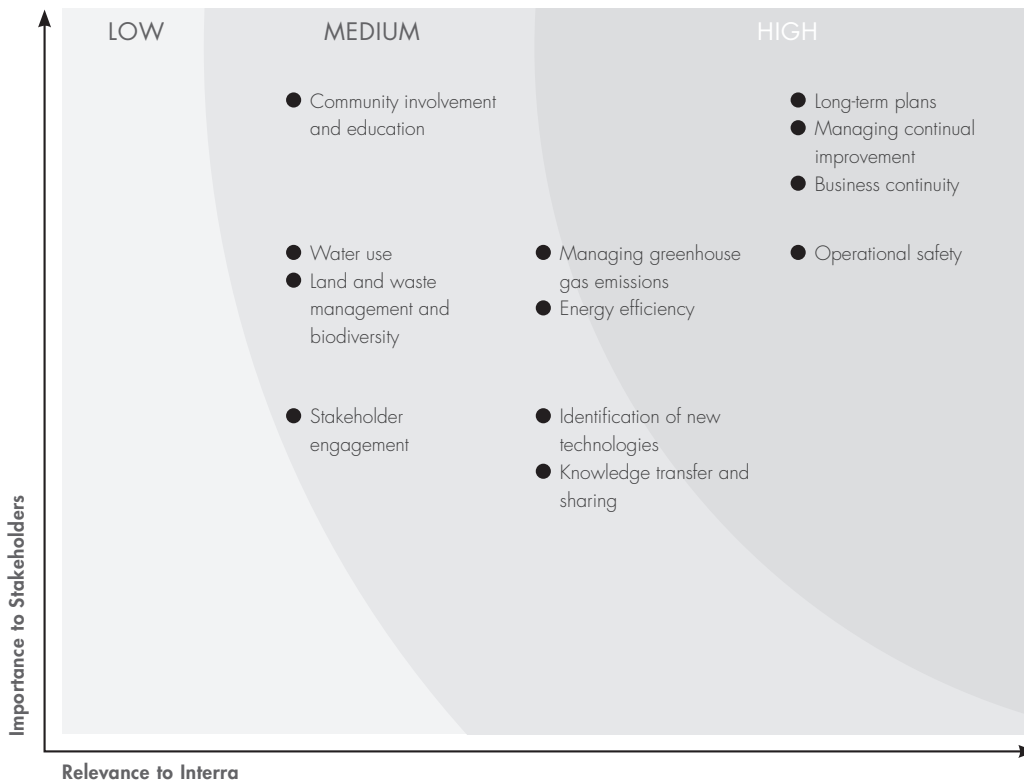 LOW
MEDIUM
HIGH
Community involvement
and education
Long-term plans
Managing continual
improvement
Business continuity
Water use
Land and waste
management and
biodiversity
Managing greenhouse
gas emissions
Energy efficiency
Operational safety
Stakeholder
engagement
Identification of new
technologies
Knowledge transfer and
sharing
Importance to Stakeholders
Relevance to Interra